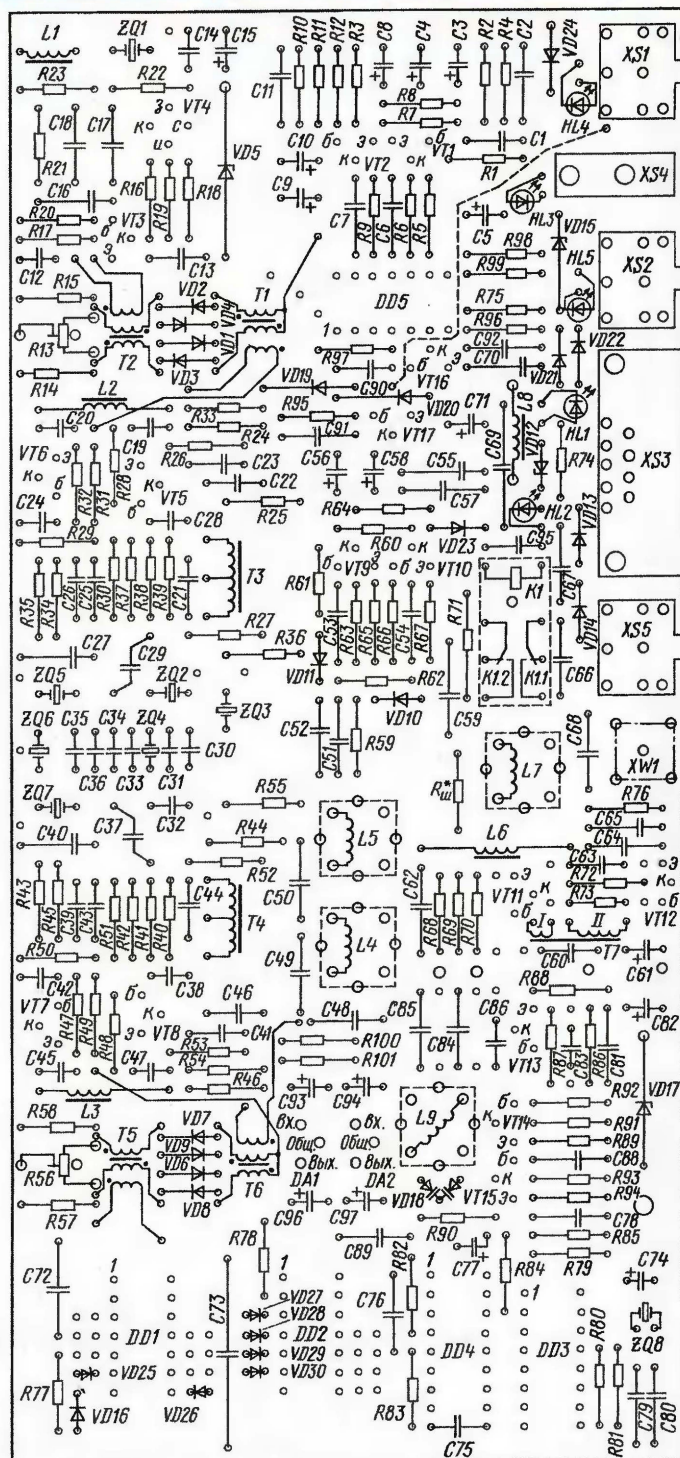 L1 ZQ1 C14 C15 R10 R11 R12 R3 C8 C4 C3 R2 R4 C2 VD24 XS1
R23 R22 C11 R8 R7 HL4
C18 C17 з VT4 к с и VD5 C10 б э э б VT1 C1
R21 R16 R19 R18 к VT2 к R1 XS4
C16 C9 HL3 VD15
R20 VT3 б C7 R9 C6 R6 R5 C5 R98 HL5 XS2
R17 э к R99
C12 C13
R15 VD2 VD4 T1 DD5 R75
R13 T2 VD1 1 R96
VD3 R97 к C92 VD22
R14 C90 б э C70 VD21
L2 VD19 VT16 L8
C20 R33 R95 VD20 C71 HL1
R24 б э VD12
VT6 э C19 R26 C91 к VT17 C69 R74 XS3
к R32 R31 R28 э к C23 C56 C58 C55
б VT5 C22 C57 HL2 VD13
C24 б C28 R25 R64
R29 R60 VD23 C95
к к
R35 R34 C26 C25 R30 R37 R38 R39 C21 T3 R61 б VT9 э б э VT10 K1 C67
R27 C53 R63 R65 R66 C54 R67 R71 VD14 XS5
C27 C29 R36 K1.2 K1.1 C66
ZQ5 ZQ2 VD11 R62
ZQ6 C35 C34 ZQ4 ZQ3 C52 VD10 C59
C36 C33 C31 C30 C51 R59 L7 C68 XW1
ZQ7 C32 R55 Rш* R76
C40 C37 R44 L5 L6 C65
R52 C64
R43 R45 C39 C43 R51 R42 R41 R40 C44 T4 C50 C62 VT11 э C63 э
R72 к
R68 R69 R70 к б R73 б VT12
L4 I II T7
R50 C49 C60 C61
C42 C38 R88
VT7 б R47 R49 R48 б C46 C48 C85 C86 C82
к э э VT8 C41 R100 C84 э к б VT13 R87 C83 R86 C81
C45 C47 R53 R101
R54
R46 C93 C94 R92 VD17
L3 L9 б
R58 VD7 вх. вх. к VT14 R91
T5 VD9 Общ. Общ. э R89
R56 VD6 T6 Вых. Вых. б C88
DA1 DA2 к R93
VD8 VD18 VT15 э R94
R57 C96 C97 C78
R78 C89 R82 R90 R85
C72 1 1 1 C77 R84 R79
C73 VD27 C76 1 C74
VD28
DD1 DD2 DD4 DD3 R80 ZQ8
VD29
R77 VD25 VD30 R83
VD16 VD26 C75 R81 C79 C80